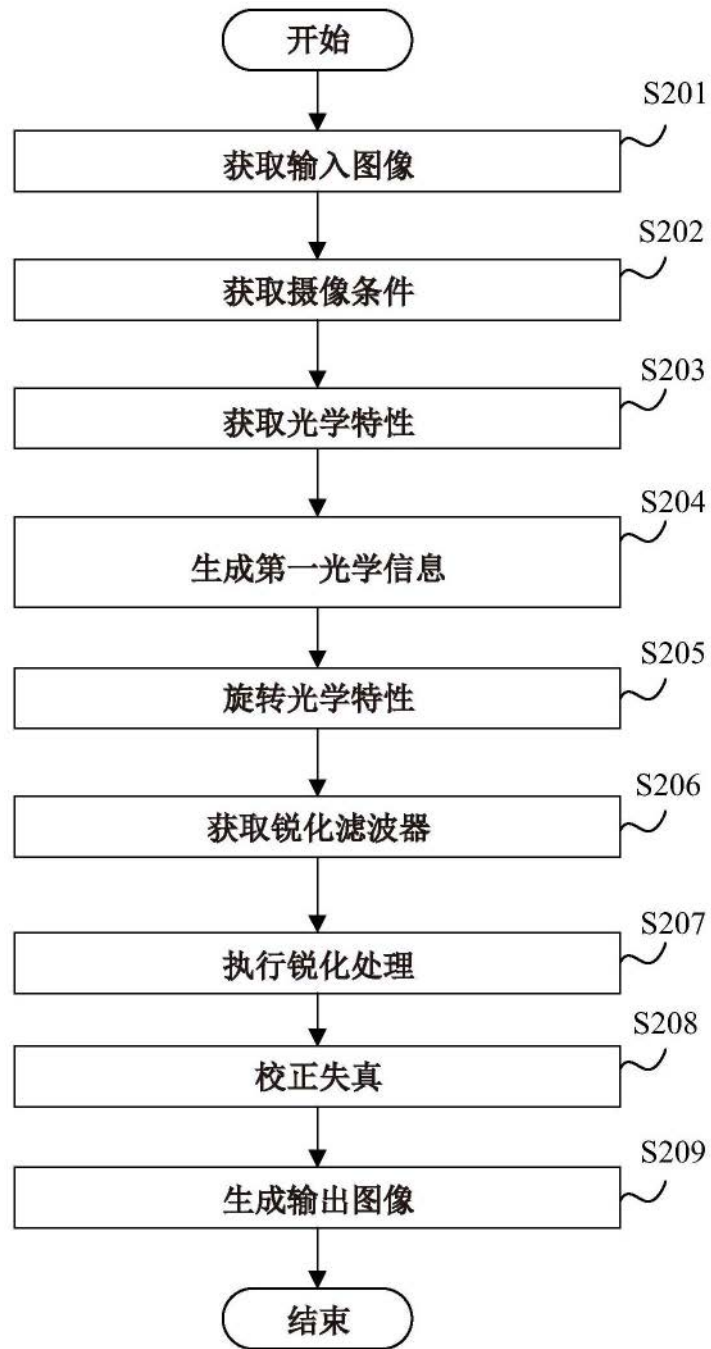 开始
S201
获取输入图像
S202
获取摄像条件
S203
获取光学特性
S204
生成第一光学信息
S205
旋转光学特性
S206
获取锐化滤波器
S207
执行锐化处理
S208
校正失真
S209
生成输出图像
结束